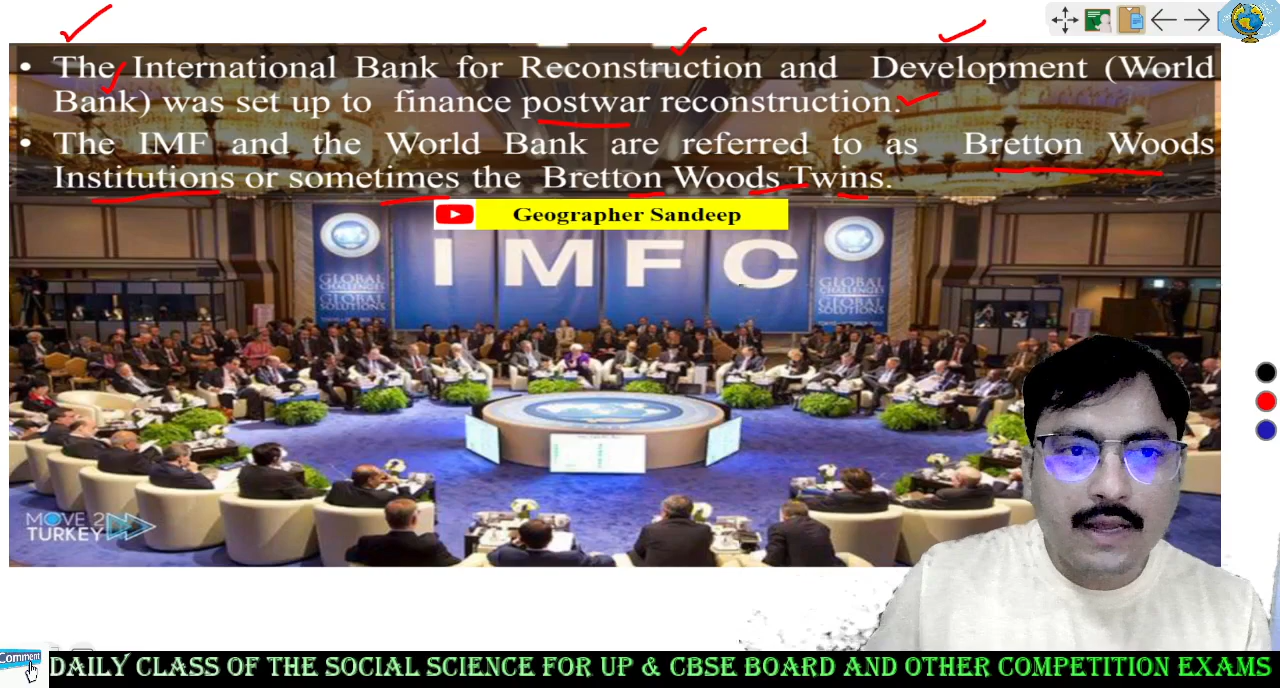 • The International Bank for Reconstruction and Development (World
Bank) was set up to finance postwar reconstruction.
• The IMF and the World Bank are referred to as Bretton Woods
Institutions or sometimes the Bretton Woods Twins.
Geographer Sandeep
I M F C
GLOBAL CHALLENGES
GLOBAL SOLUTIONS
GLOBAL CHALLENGES
GLOBAL SOLUTIONS
MOVE 2
TURKEY
Comment
DAILY CLASS OF THE SOCIAL SCIENCE FOR UP & CBSE BOARD AND OTHER COMPETITION EXAMS